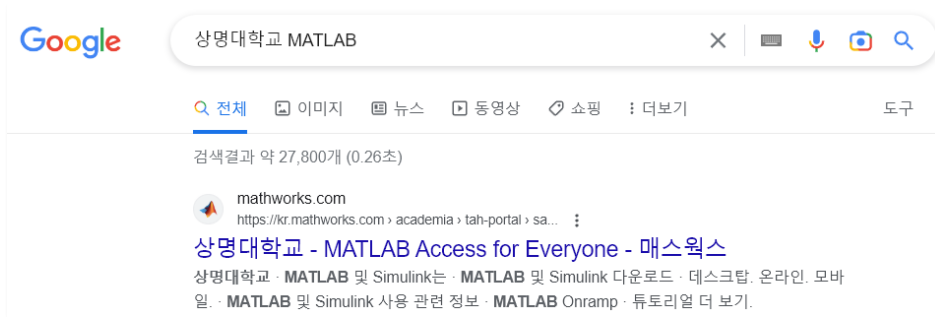 Google
상명대학교 MATLAB
전체 이미지 뉴스 동영상 쇼핑 더보기 도구
검색결과 약 27,800개 (0.26초)
mathworks.com
https://kr.mathworks.com › academia › tah-portal › sa...
상명대학교 - MATLAB Access for Everyone - 매스웍스
상명대학교 · MATLAB 및 Simulink는 · MATLAB 및 Simulink 다운로드 · 데스크탑. 온라인. 모바
일. · MATLAB 및 Simulink 사용 관련 정보 · MATLAB Onramp · 튜토리얼 더 보기.